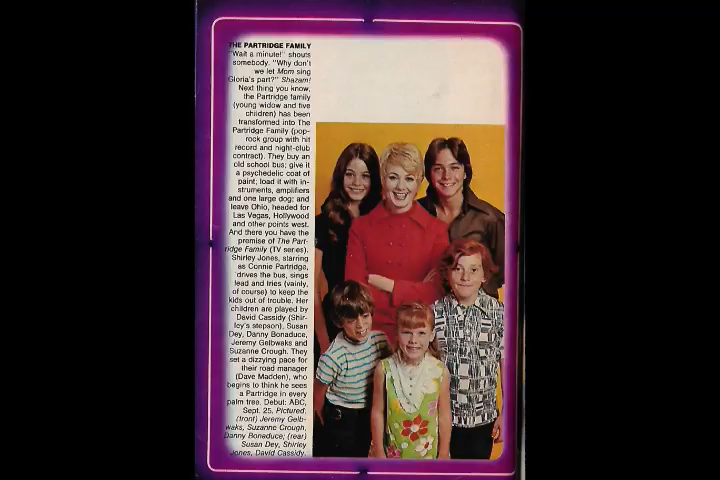 THE PARTRIDGE FAMILY
"Wait a minute!" shouts
somebody. "Why don't
we let Mom sing
Gloria's part?" Shazam!
Next thing you know,
the Partridge family
(young widow and five
children) has been
transformed into The
Partridge Family (pop-
rock group with hit
record and night-club
contract). They buy an
old school bus; give it
a psychedelic coat of
paint; load it with in-
struments, amplifiers
and one large dog; and
leave Ohio, headed for
Las Vegas, Hollywood
and other points west.
And there you have the
premise of The Part-
ridge Family (TV series).
Shirley Jones, starring
as Connie Partridge,
drives the bus, sings
lead and tries (vainly,
of course) to keep the
kids out of trouble. Her
children are played by
David Cassidy (Shir-
ley's stepson), Susan
Dey, Danny Bonaduce,
Jeremy Gelbwaks and
Suzanne Crough. They
set a dizzying pace for
their road manager
(Dave Madden), who
begins to think he sees
a Partridge in every
palm tree. Debut: ABC,
Sept. 25. Pictured,
(front) Jeremy Gelb-
waks, Suzanne Crough,
Danny Bonaduce; (rear)
Susan Dey, Shirley
Jones, David Cassidy.